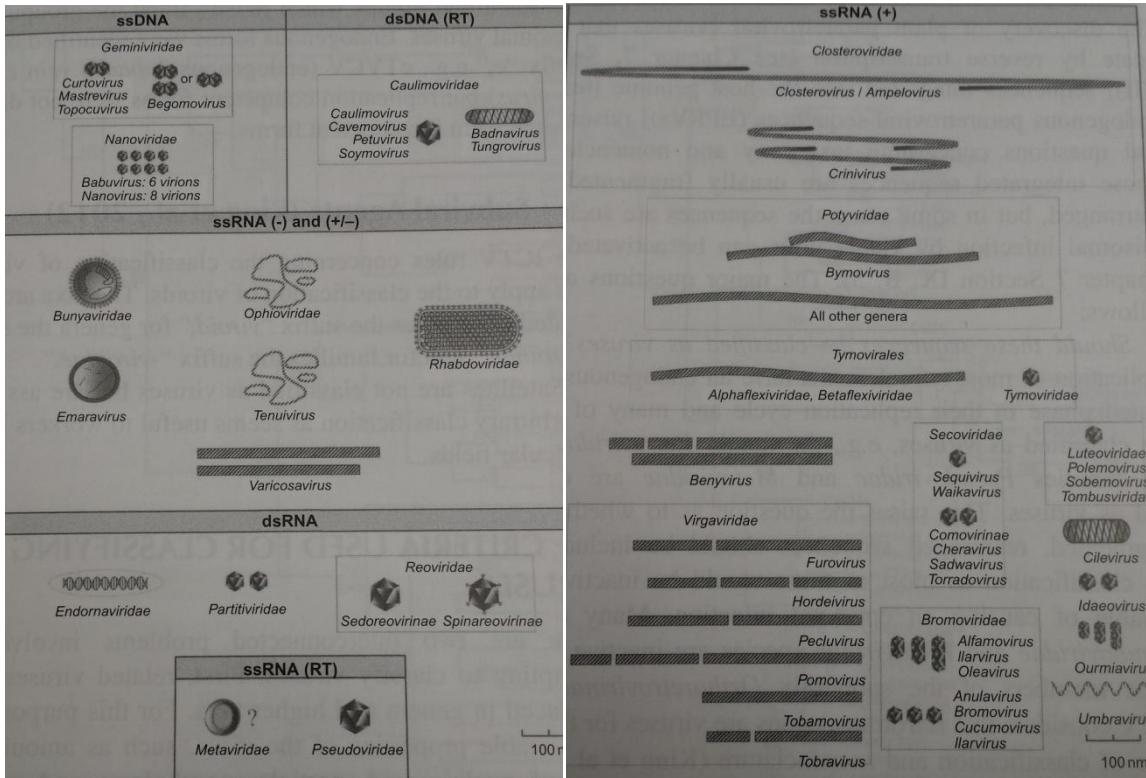 ssDNA
Geminiviridae
or
Curtovirus
Mastrevirus
Topocuvirus
Begomovirus
Nanoviridae
Babuvirus: 6 virions
Nanovirus: 8 virions
dsDNA (RT)
Caulimoviridae
Caulimovirus
Cavemovirus
Petuvirus
Soymovirus
Badnavirus
Tungrovirus
ssRNA (-) and (+/–)
Bunyaviridae
Ophioviridae
Rhabdoviridae
Emaravirus
Tenuivirus
Varicosavirus
dsRNA
Endornaviridae
Partitiviridae
Reoviridae
Sedoreovirinae
Spinareovirinae
ssRNA (RT)
?
Metaviridae
Pseudoviridae
100 n
ssRNA (+)
Closteroviridae
Closterovirus / Ampelovirus
Crinivirus
Potyviridae
Bymovirus
All other genera
Tymovirales
Alphaflexiviridae, Betaflexiviridae
Tymoviridae
Benyvirus
Secoviridae
Sequivirus
Waikavirus
Comovirinae
Cheravirus
Sadwavirus
Torradovirus
Luteoviridae
Polemovirus
Sobemovirus
Tombusvirida
Cilevirus
Idaeovirus
Ourmiaviru
Umbraviru
Virgaviridae
Furovirus
Hordeivirus
Pecluvirus
Pomovirus
Tobamovirus
Tobravirus
Bromoviridae
Alfamovirus
Ilarvirus
Oleavirus
Anulavirus
Bromovirus
Cucumovirus
Ilarvirus
100 nm